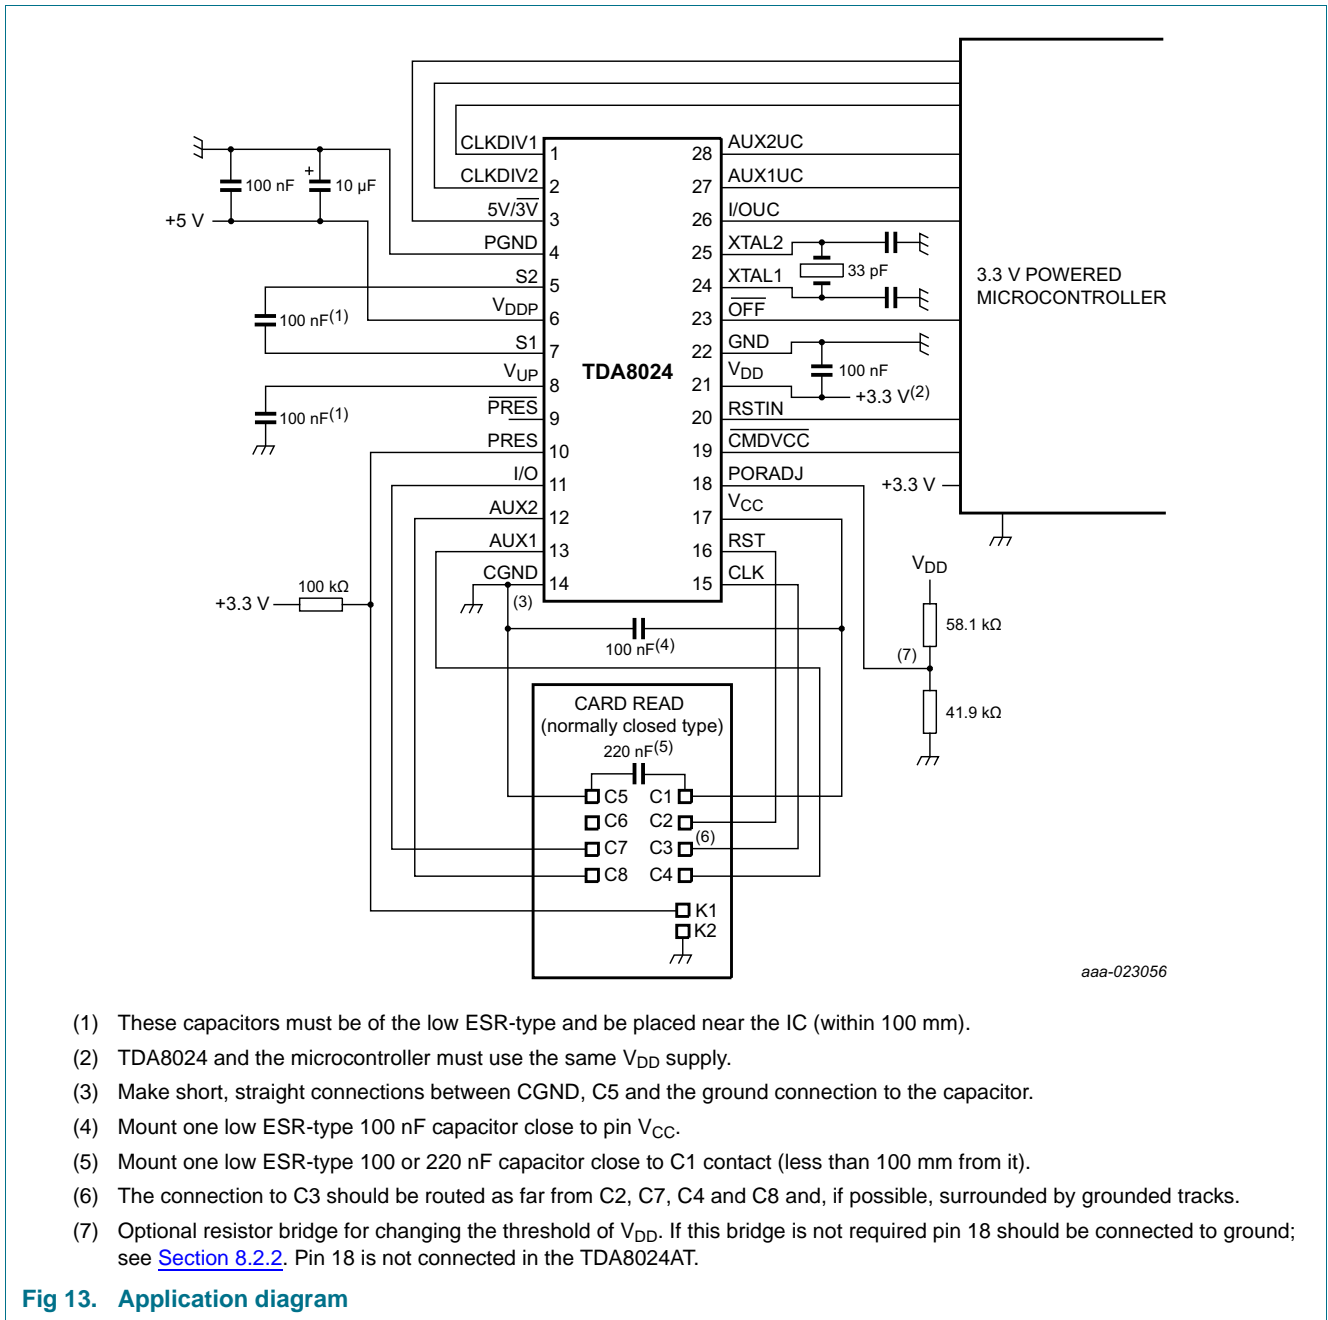 CLKDIV1
1
CLKDIV2
2
5V/3V
3
PGND
4
S2
5
VDDP
6
S1
7
VUP
8
PRES
9
PRES
10
I/O
11
AUX2
12
AUX1
13
CGND
14
(3)
100 nF
+
10 µF
+5 V
100 nF(1)
100 nF(1)
100 kΩ
+3.3 V
TDA8024
28
AUX2UC
27
AUX1UC
26
I/OUC
25
XTAL2
24
XTAL1
23
OFF
22
GND
21
VDD
20
RSTIN
19
CMDVCC
18
PORADJ
17
VCC
16
RST
15
CLK
33 pF
100 nF
+3.3 V(2)
3.3 V POWERED
MICROCONTROLLER
+3.3 V
VDD
58.1 kΩ
(7)
41.9 kΩ
100 nF(4)
CARD READ
(normally closed type)
220 nF(5)
C5 C1
C6 C2
(6)
C7 C3
C8 C4
K1
K2
aaa-023056
(1) These capacitors must be of the low ESR-type and be placed near the IC (within 100 mm).
(2) TDA8024 and the microcontroller must use the same VDD supply.
(3) Make short, straight connections between CGND, C5 and the ground connection to the capacitor.
(4) Mount one low ESR-type 100 nF capacitor close to pin VCC.
(5) Mount one low ESR-type 100 or 220 nF capacitor close to C1 contact (less than 100 mm from it).
(6) The connection to C3 should be routed as far from C2, C7, C4 and C8 and, if possible, surrounded by grounded tracks.
(7) Optional resistor bridge for changing the threshold of VDD. If this bridge is not required pin 18 should be connected to ground;
see Section 8.2.2. Pin 18 is not connected in the TDA8024AT.
Fig 13. Application diagram